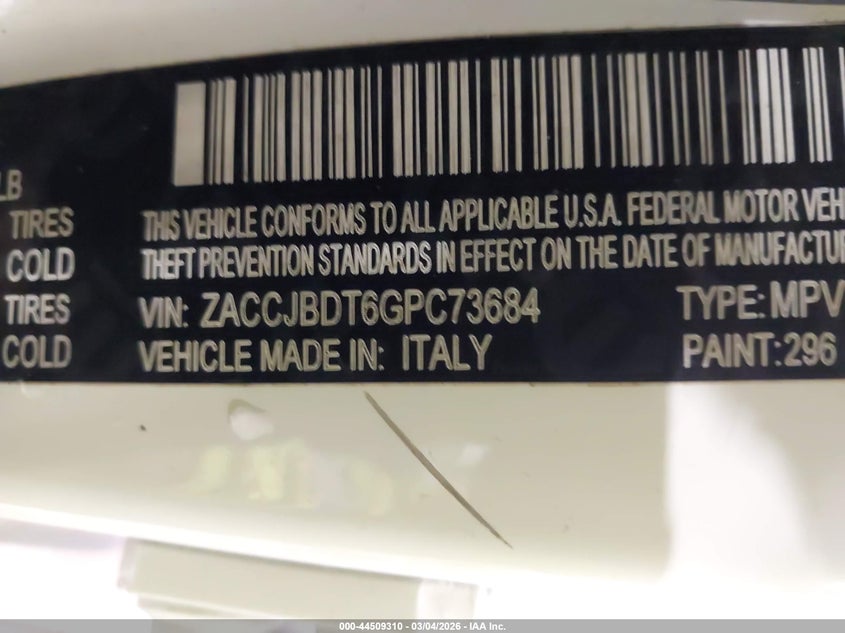 LB
TIRES THIS VEHICLE CONFORMS TO ALL APPLICABLE U.S.A. FEDERAL MOTOR VEH
COLD THEFT PREVENTION STANDARDS IN EFFECT ON THE DATE OF MANUFACTUR
TIRES VIN: ZACCJBDT6GPC73684 TYPE: MPV
COLD VEHICLE MADE IN: ITALY PAINT: 296
000-44509310 | 03/04/2026 - IAA Inc.